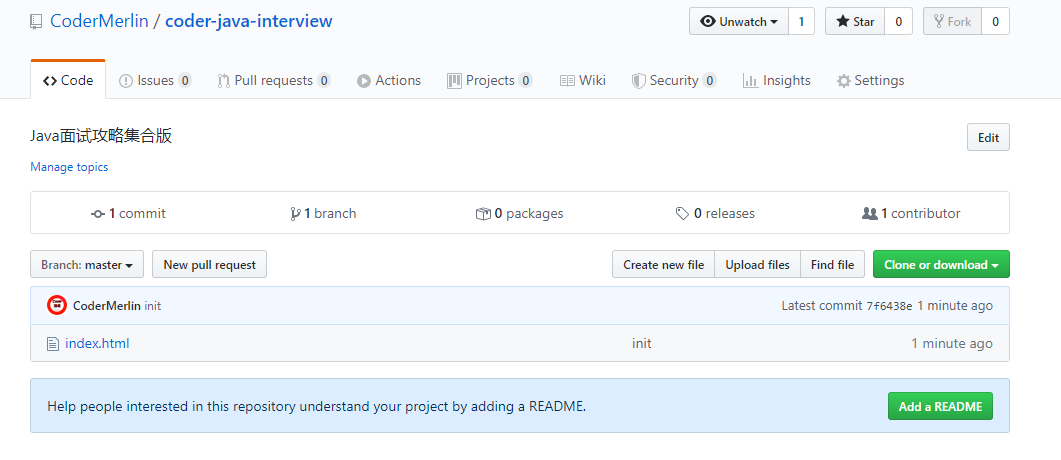 CoderMerlin / coder-java-interview Unwatch 1 Star 0 Fork 0
Code Issues 0 Pull requests 0 Actions Projects 0 Wiki Security 0 Insights Settings
Java面试攻略集合版 Edit
Manage topics
1 commit 1 branch 0 packages 0 releases 1 contributor
Branch: master New pull request Create new file Upload files Find file Clone or download
CoderMerlin init Latest commit 7f6438e 1 minute ago
index.html init 1 minute ago
Help people interested in this repository understand your project by adding a README. Add a README